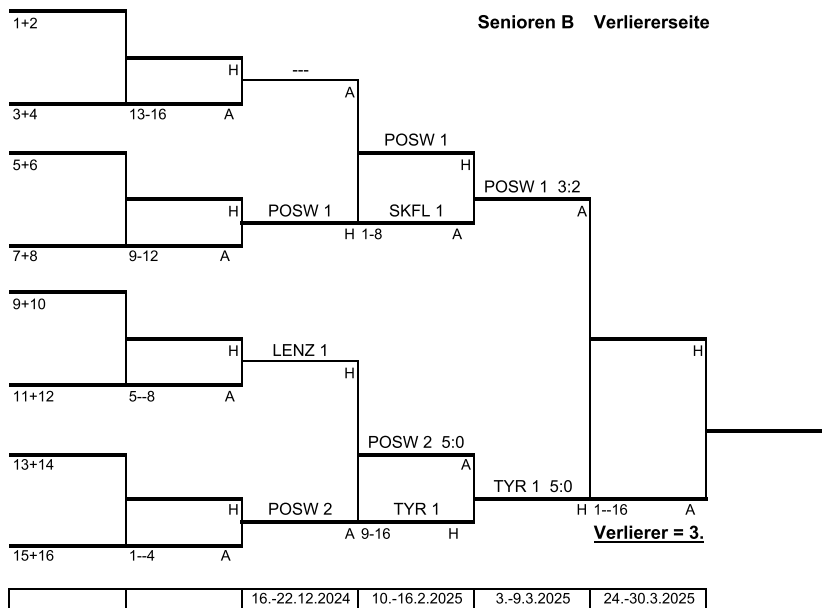 1+2
Senioren B Verliererseite
H
---
A
3+4
13-16
A
POSW 1
5+6
H
POSW 1 3:2
H
POSW 1
SKFL 1
A
7+8
9-12
A
H
1-8
A
9+10
H
LENZ 1
H
H
11+12
5--8
A
POSW 2 5:0
13+14
A
TYR 1 5:0
H
POSW 2
TYR 1
H
1--16
A
15+16
1--4
A
A
9-16
H
Verlierer = 3.
16.-22.12.2024
10.-16.2.2025
3.-9.3.2025
24.-30.3.2025